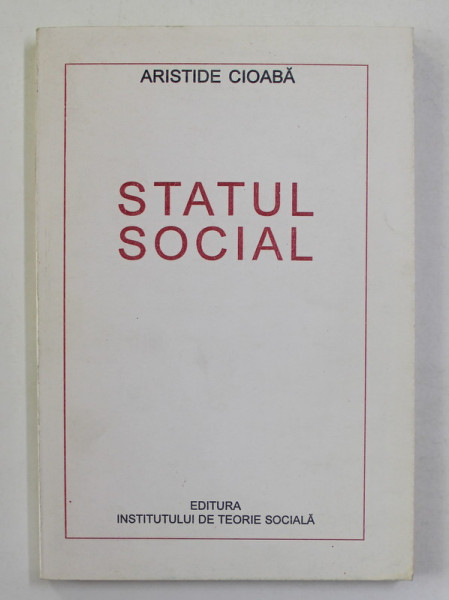 ARISTIDE CIOABĂ
STATUL
SOCIAL
EDITURA
INSTITUTULUI DE TEORIE SOCIALĂ